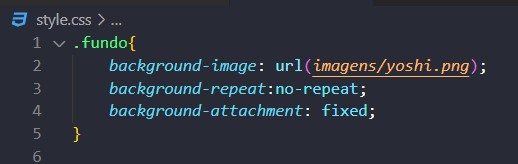 style.css > ...
1 .fundo{
2 background-image: url(imagens/yoshi.png);
3 background-repeat:no-repeat;
4 background-attachment: fixed;
5 }
6